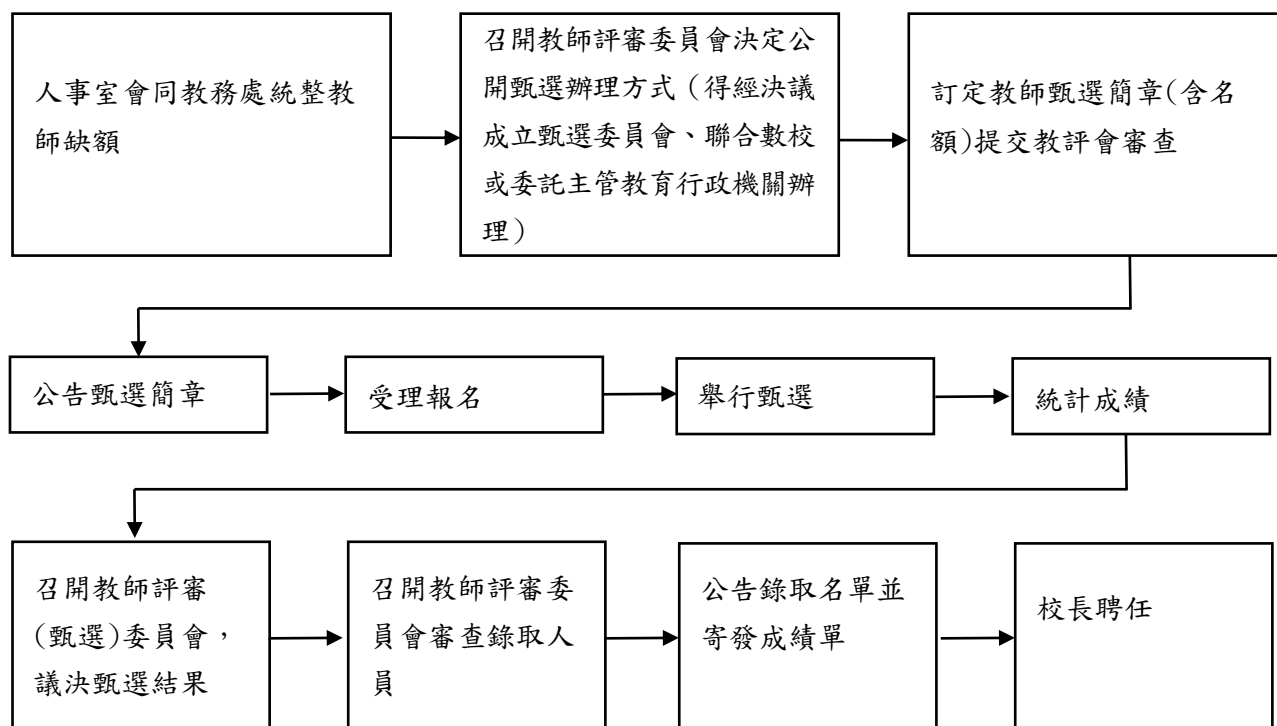 人事室會同教務處統整教
師缺額
召開教師評審委員會決定公
開甄選辦理方式（得經決議
成立甄選委員會、聯合數校
或委託主管教育行政機關辦
理）
訂定教師甄選簡章(含名
額)提交教評會審查
公告甄選簡章
受理報名
舉行甄選
統計成績
召開教師評審
(甄選)委員會，
議決甄選結果
召開教師評審委
員會審查錄取人
員
公告錄取名單並
寄發成績單
校長聘任